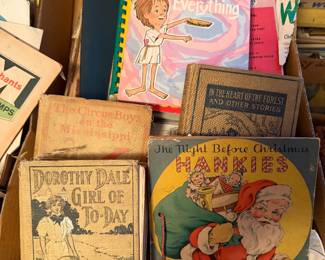 Everything
hants
MPS
IN THE HEART OF THE FOREST
AND OTHER STORIES
The Circus Boys
on the
Mississippi
The Night Before Christmas
HANKIES
DOROTHY DALE
GIRL OF
TO-DAY